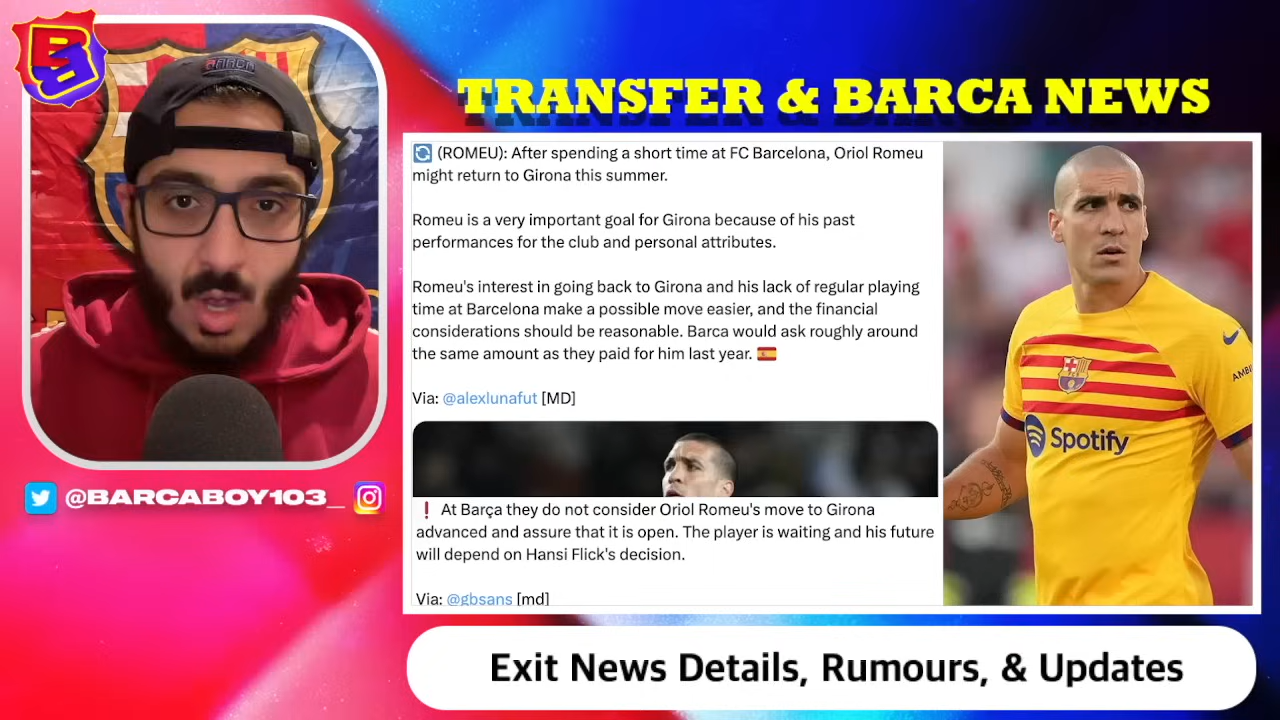 BARÇA
TRANSFER & BARCA NEWS
(ROMEU): After spending a short time at FC Barcelona, Oriol Romeu
might return to Girona this summer.
Romeu is a very important goal for Girona because of his past
performances for the club and personal attributes.
Romeu's interest in going back to Girona and his lack of regular playing
time at Barcelona make a possible move easier, and the financial
considerations should be reasonable. Barca would ask roughly around
the same amount as they paid for him last year.
Via: @alexlunafut [MD]
❗ At Barça they do not consider Oriol Romeu's move to Girona
advanced and assure that it is open. The player is waiting and his future
will depend on Hansi Flick's decision.
Via: @gbsans [md]
Spotify
@BARCABOY103_
Exit News Details, Rumours, & Updates